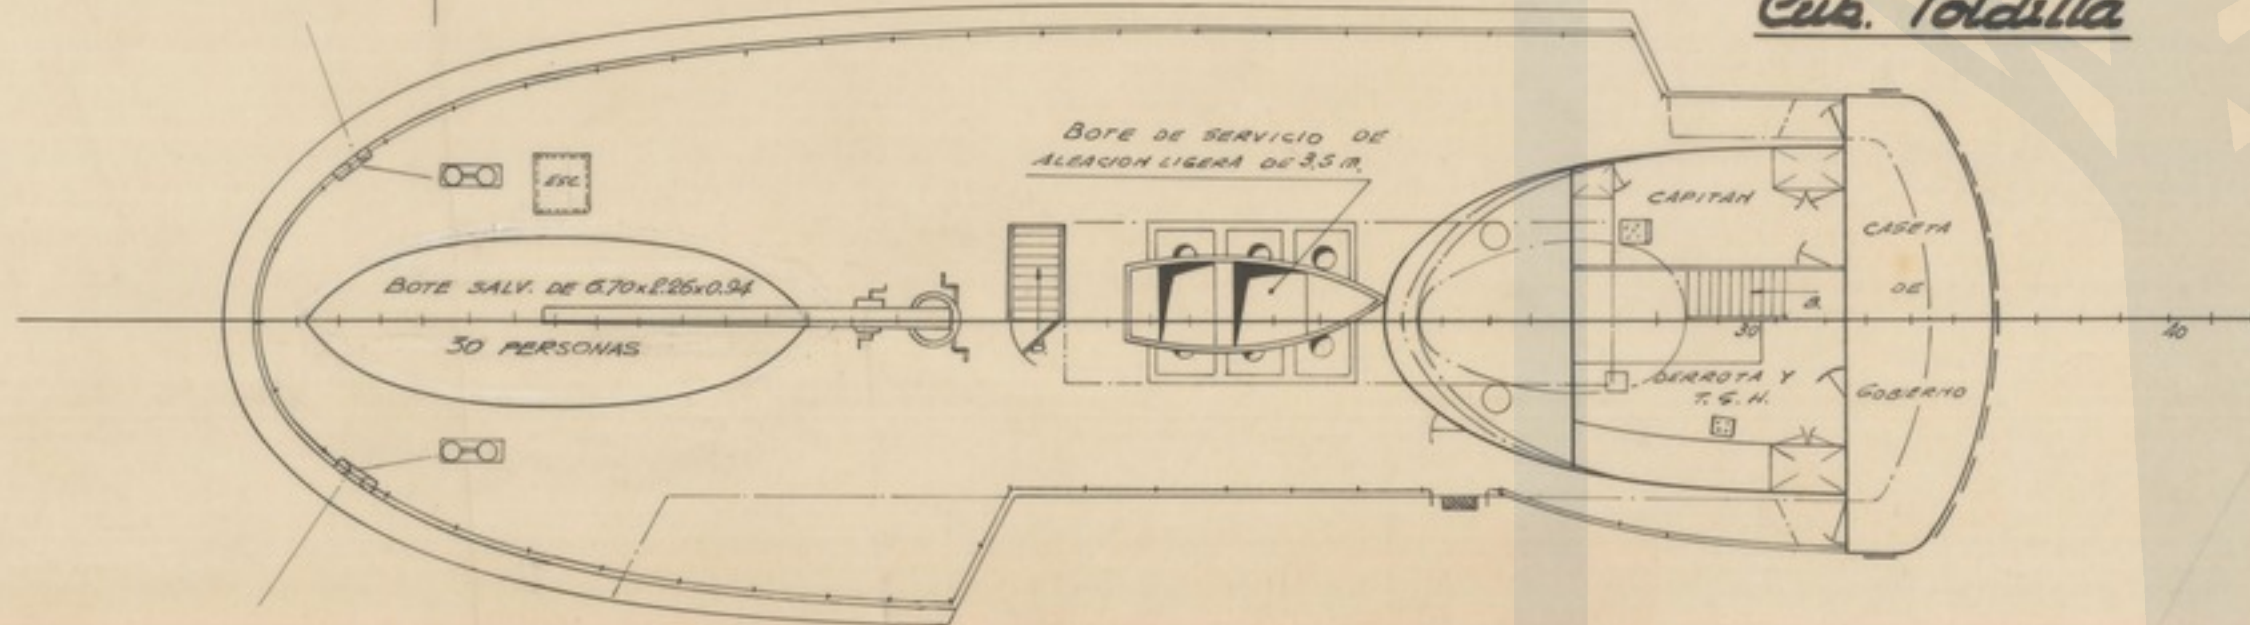 Cub. Toldilla
BOTE DE SERVICIO DE
ALEACION LIGERA DE 3,5 m.
ESC
BOTE SALV. DE 6.70x2.26x0.94
30 PERSONAS
B.
CAPITAN
CASETA
DE
GOBIERNO
B.
30
40
DERROTA Y
T. S. H.